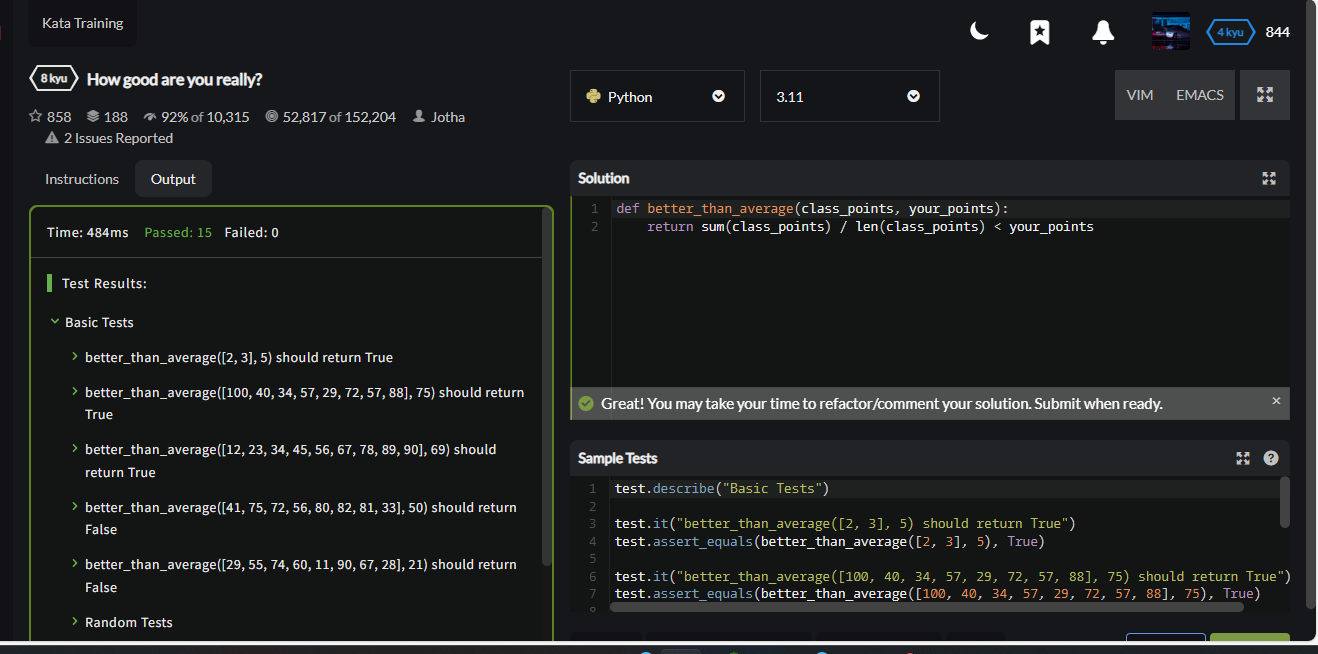 Kata Training
4 kyu 844
8 kyu How good are you really?
858 188 92% of 10,315 52,817 of 152,204 Jotha
2 Issues Reported
Python
3.11
VIM EMACS
Instructions Output
Time: 484ms Passed: 15 Failed: 0
Test Results:
Basic Tests
better_than_average([2, 3], 5) should return True
better_than_average([100, 40, 34, 57, 29, 72, 57, 88], 75) should return
True
better_than_average([12, 23, 34, 45, 56, 67, 78, 89, 90], 69) should
return True
better_than_average([41, 75, 72, 56, 80, 82, 81, 33], 50) should return
False
better_than_average([29, 55, 74, 60, 11, 90, 67, 28], 21) should return
False
Random Tests
Solution
1 def better_than_average(class_points, your_points):
2 return sum(class_points) / len(class_points) < your_points
Great! You may take your time to refactor/comment your solution. Submit when ready.
Sample Tests
1 test.describe("Basic Tests")
2
3 test.it("better_than_average([2, 3], 5) should return True")
4 test.assert_equals(better_than_average([2, 3], 5), True)
5
6 test.it("better_than_average([100, 40, 34, 57, 29, 72, 57, 88], 75) should return True")
7 test.assert_equals(better_than_average([100, 40, 34, 57, 29, 72, 57, 88], 75), True)
8